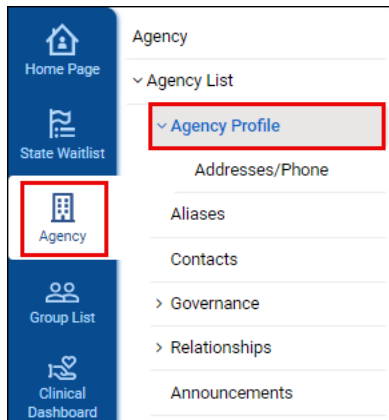 Home Page
State Waitlist
Agency
Group List
Clinical
Dashboard
Agency
Agency List
Agency Profile
Addresses/Phone
Aliases
Contacts
Governance
Relationships
Announcements